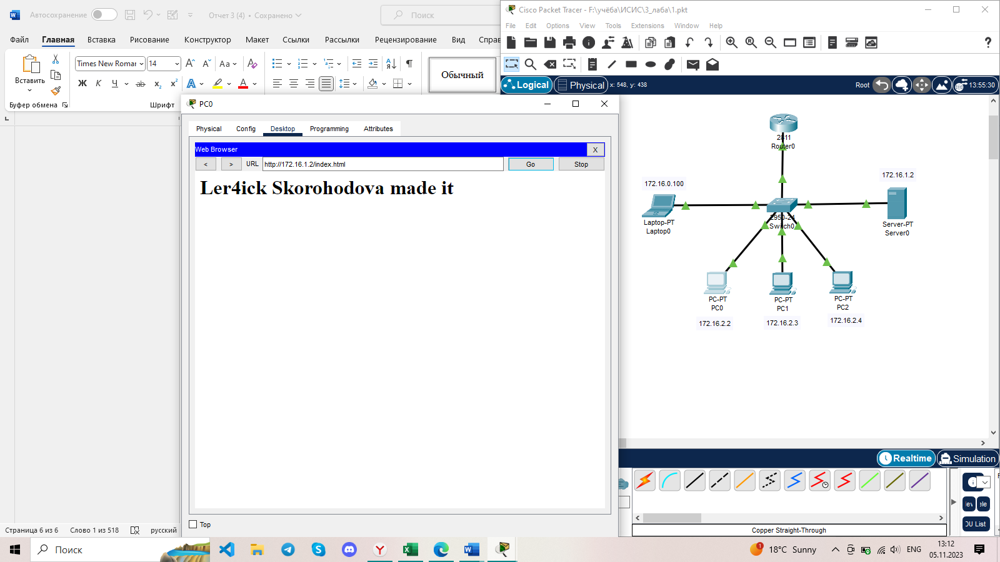 Автосохранение
Отчет 3 (4) • Сохранено
Поиск
Файл Главная Вставка Рисование Конструктор Макет Ссылки Рассылки Рецензирование Вид Справ
Вставить
Буфер обмена
Times New Romar 14
Aa
Ж К Ч ab x₂ x²
Шрифт
Обычный
Cisco Packet Tracer - F:\учёба\ИСИС\3_лаба\1.pkt
File Edit Options View Tools Extensions Window Help
Logical Physical x: 548, y: 438
Root 13:55:30
PC0
Physical Config Desktop Programming Attributes
Web Browser X
< > URL http://172.16.1.2/index.html Go Stop
Ler4ick Skorohodova made it
Top
2811
Router0
172.16.0.100
Laptop-PT
Laptop0
2950-24
Switch0
172.16.1.2
Server-PT
Server0
PC-PT
PC0
172.16.2.2
PC-PT
PC1
172.16.2.3
PC-PT
PC2
172.16.2.4
Realtime Simulation
Copper Straight-Through
DU List
Страница 6 из 6 Слово 1 из 518 русский
Поиск
18°C Sunny
ENG
13:12
05.11.2023